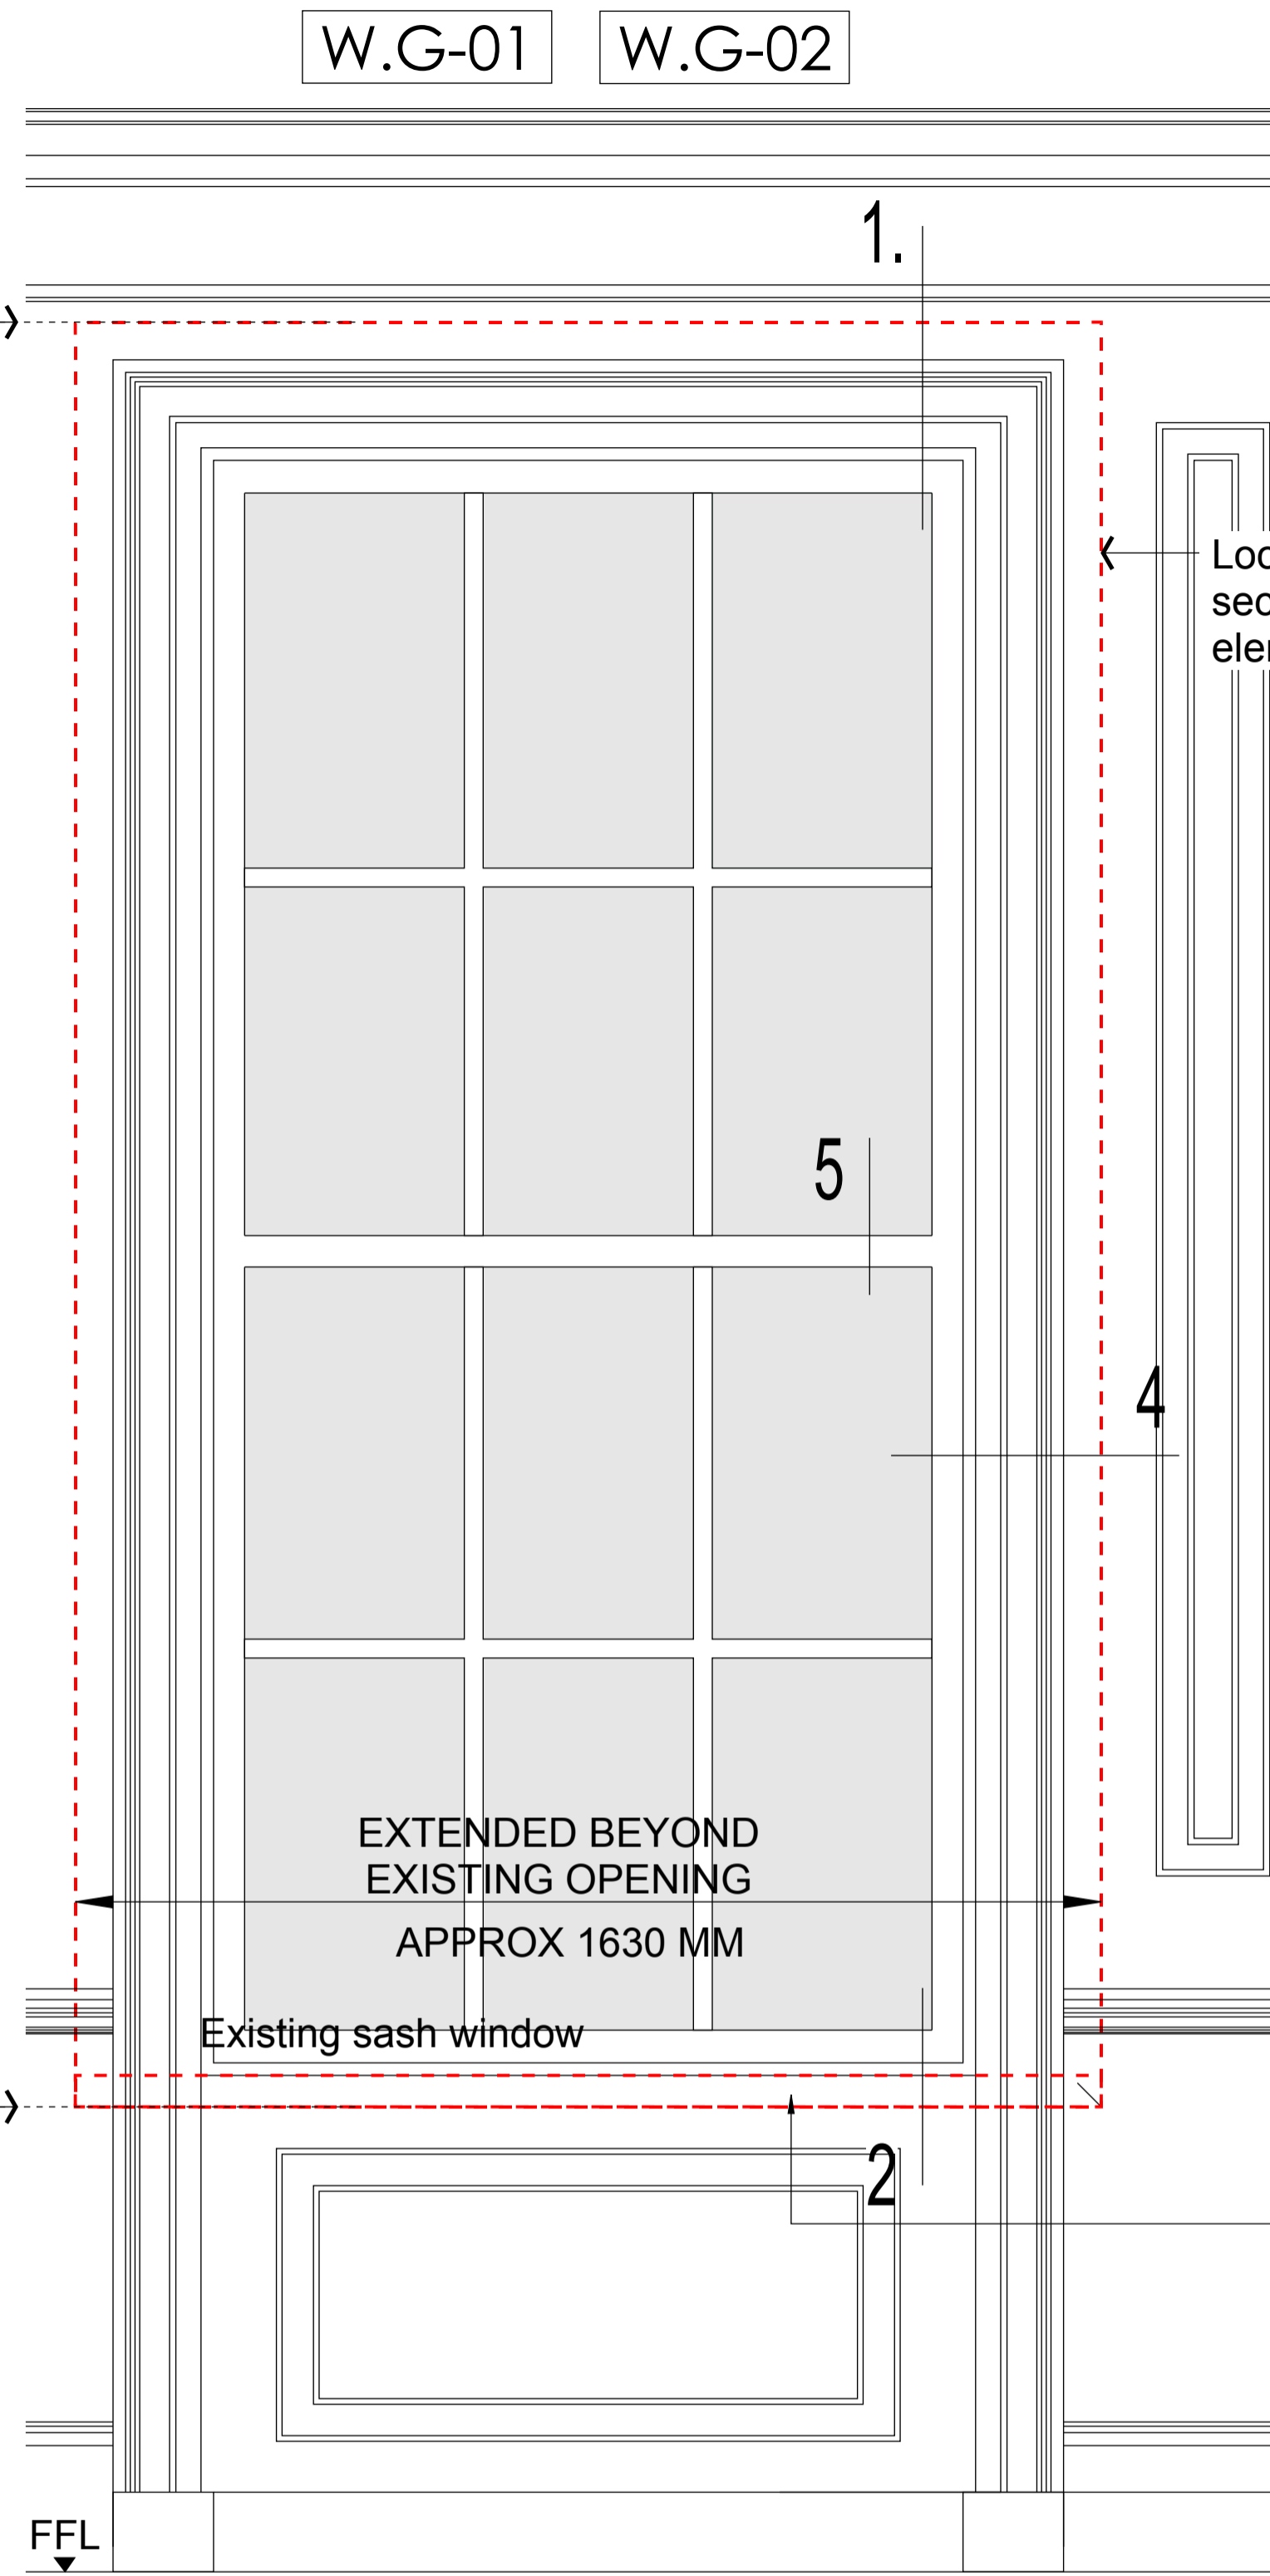 W.G-01 W.G-02
1.
5
4
EXTENDED BEYOND
EXISTING OPENING
APPROX 1630 MM
Existing sash window
2
FFL